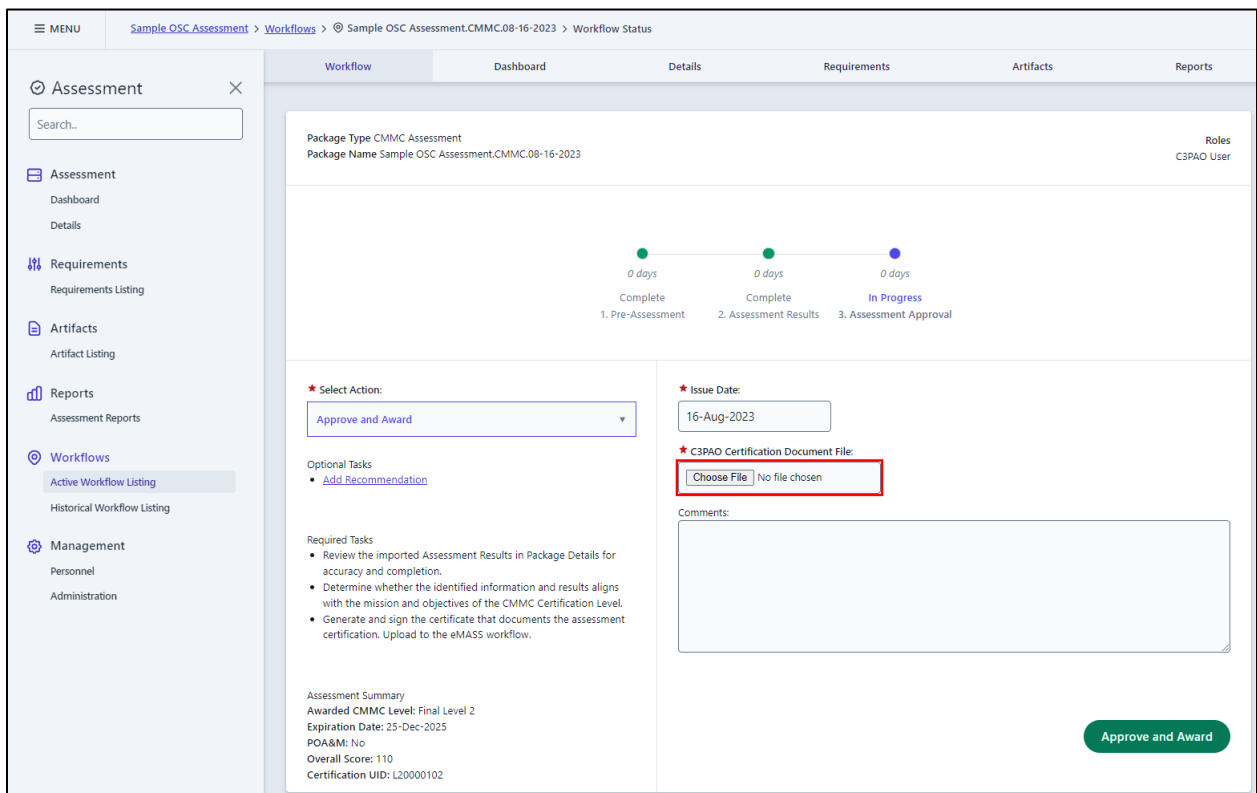 MENU
Sample OSC Assessment > Workflows > Sample OSC Assessment.CMMC.08-16-2023 > Workflow Status
Assessment
Search..
Assessment
Dashboard
Details
Requirements
Requirements Listing
Artifacts
Artifact Listing
Reports
Assessment Reports
Workflows
Active Workflow Listing
Historical Workflow Listing
Management
Personnel
Administration
Workflow
Dashboard
Details
Requirements
Artifacts
Reports
Package Type CMMC Assessment
Package Name Sample OSC Assessment.CMMC.08-16-2023
Roles
C3PAO User
0 days
Complete
1. Pre-Assessment
0 days
Complete
2. Assessment Results
0 days
In Progress
3. Assessment Approval
★ Select Action:
Approve and Award
Optional Tasks
• Add Recommendation
Required Tasks
• Review the imported Assessment Results in Package Details for
accuracy and completion.
• Determine whether the identified information and results aligns
with the mission and objectives of the CMMC Certification Level.
• Generate and sign the certificate that documents the assessment
certification. Upload to the eMASS workflow.
Assessment Summary
Awarded CMMC Level: Final Level 2
Expiration Date: 25-Dec-2025
POA&M: No
Overall Score: 110
Certification UID: L20000102
★ Issue Date:
16-Aug-2023
★ C3PAO Certification Document File:
Choose File No file chosen
Comments:
Approve and Award